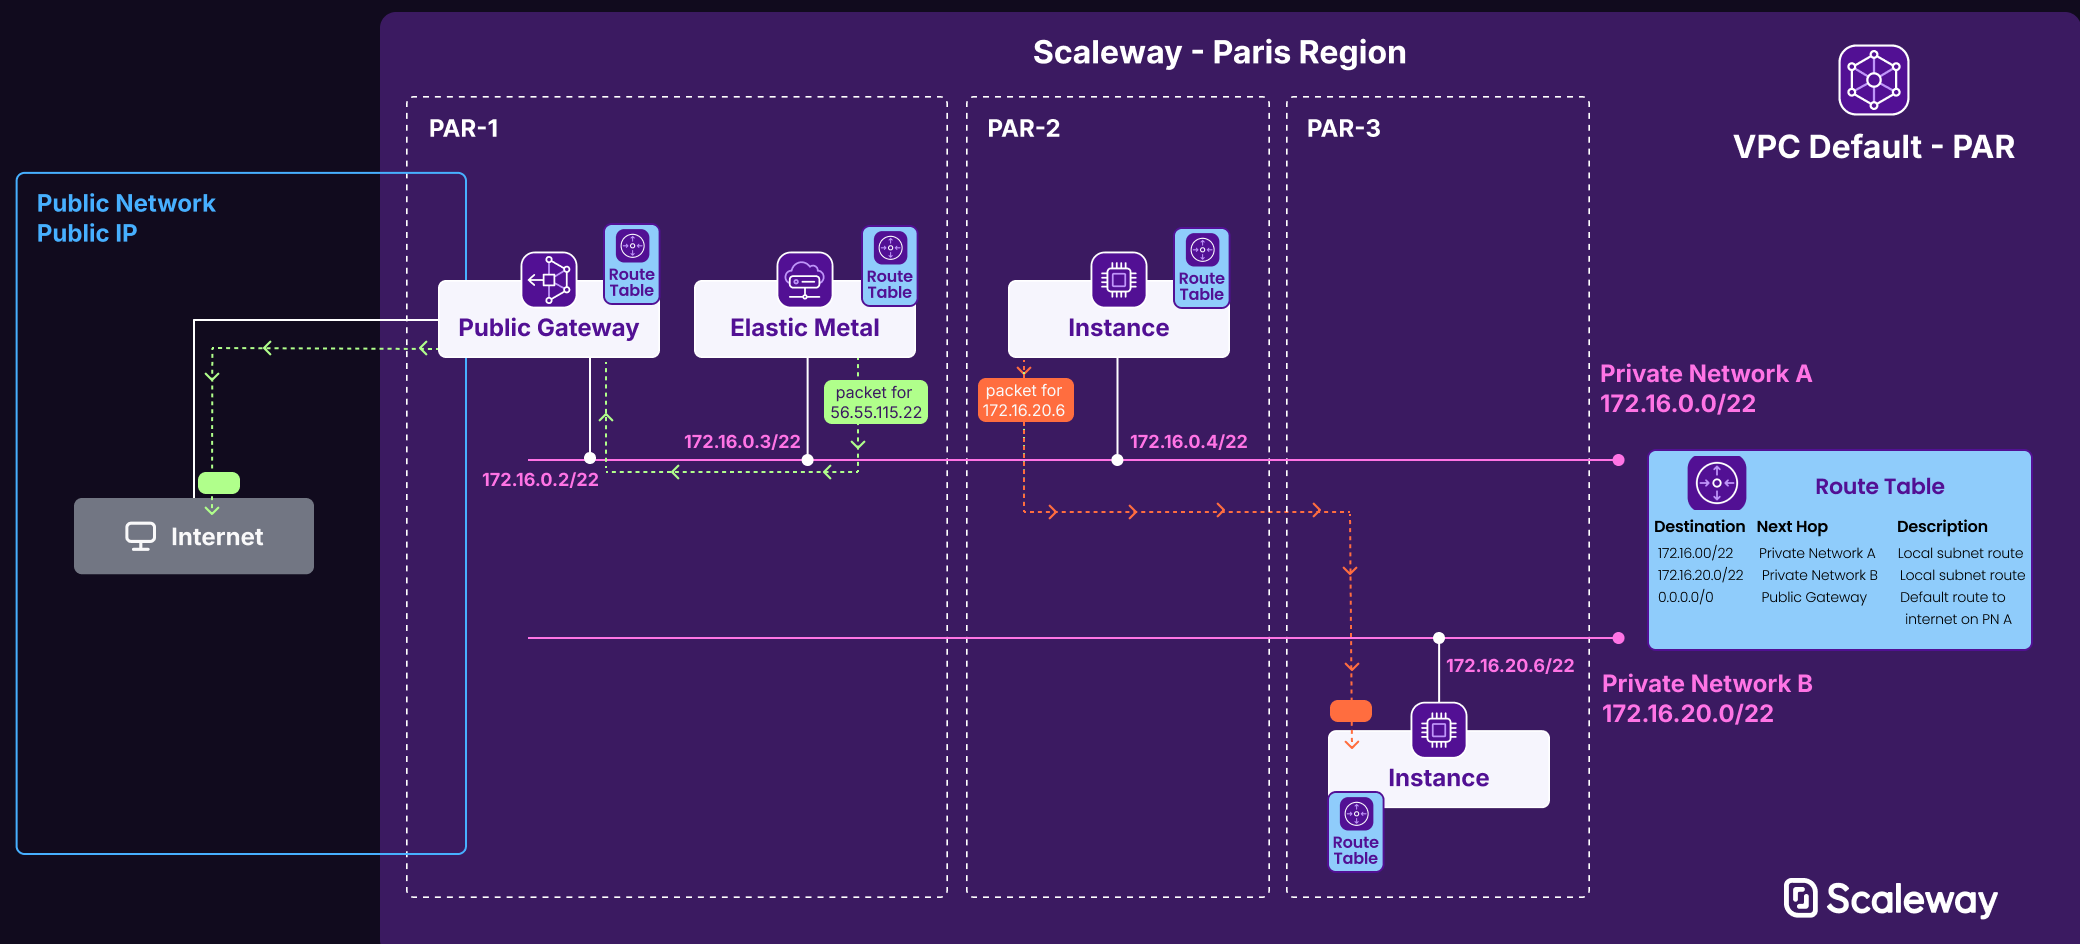 Scaleway - Paris Region
VPC Default - PAR
PAR-1
PAR-2
PAR-3
Public Network
Public IP
Route
Table
Public Gateway
Route
Table
Elastic Metal
Route
Table
Instance
packet for
56.55.115.22
packet for
172.16.20.6
Private Network A
172.16.0.0/22
172.16.0.3/22
172.16.0.4/22
172.16.0.2/22
Internet
Route Table
Destination Next Hop Description
172.16.00/22 Private Network A Local subnet route
172.16.20.0/22 Private Network B Local subnet route
0.0.0.0/0 Public Gateway Default route to
internet on PN A
172.16.20.6/22
Private Network B
172.16.20.0/22
Instance
Route
Table
Scaleway